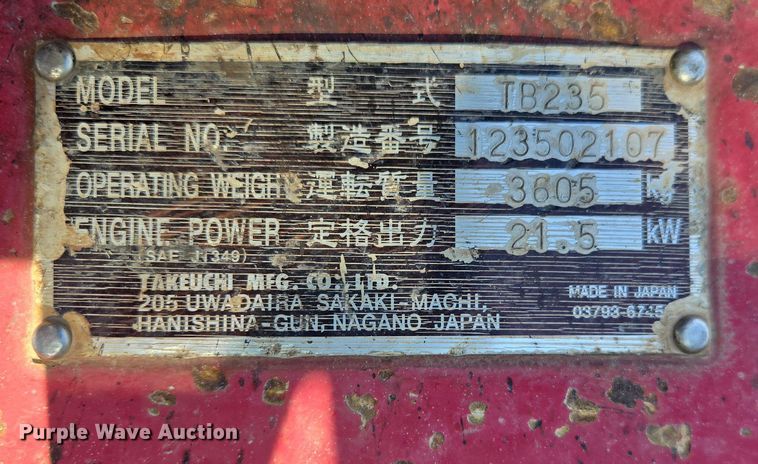 MODEL 型式 TB235
SERIAL NO. 製造番号 123502107
OPERATING WEIGHT 運転質量 3605 kg
ENGINE POWER 定格出力 21.5 kW
(SAE J1349)
TAKEUCHI MFG. CO., LTD.
205 UWADAIRA SAKAKI-MACHI, MADE IN JAPAN
HANISHINA-GUN, NAGANO JAPAN
Purple Wave Auction